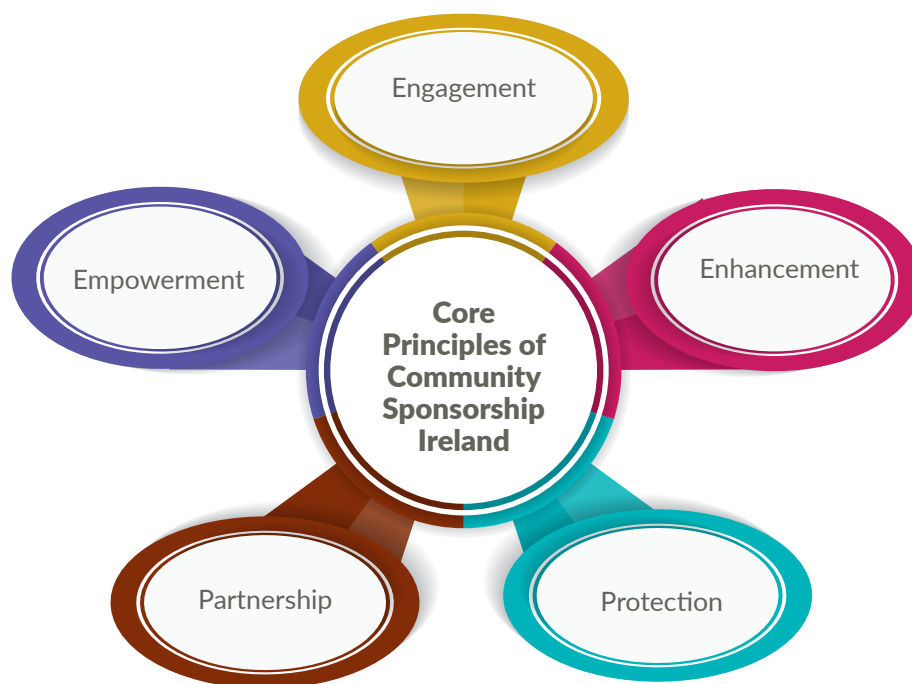 Engagement
Empowerment
Enhancement
Core
Principles of
Community
Sponsorship
Ireland
Partnership
Protection